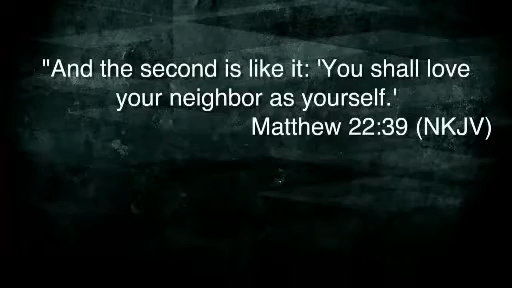 "And the second is like it: 'You shall love
your neighbor as yourself.'
Matthew 22:39 (NKJV)